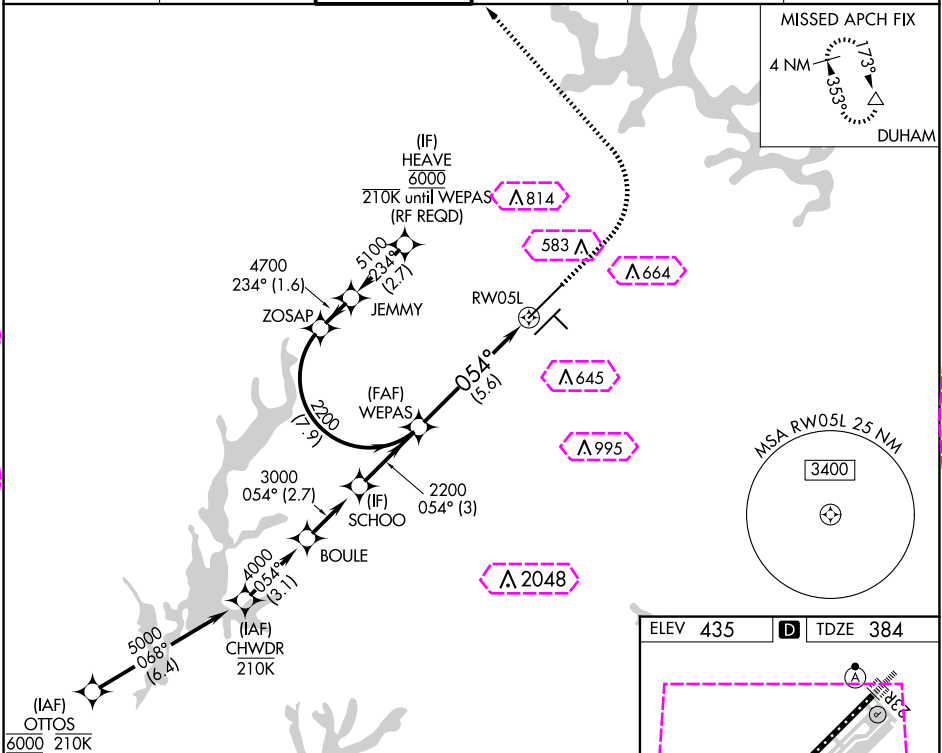 MISSED APCH FIX
4 NM
173°
353°
DUHAM
(IF)
HEAVE
6000
210K until WEPAS
(RF REQD)
814
583
664
5100
234°
(2.7)
4700
234° (1.6)
JEMMY
ZOSAP
RW05L
054°
(5.6)
645
(FAF)
WEPAS
2200
(7.9)
995
MSA RW05L 25 NM
3400
3000
054° (2.7)
2200
054° (3)
(IF)
SCHOO
BOULE
4000
054°
(3.1)
2048
(IAF)
CHWDR
210K
5000
068°
(6.4)
(IAF)
OTTOS
6000 210K
ELEV 435 D TDZE 384
A
23R
P